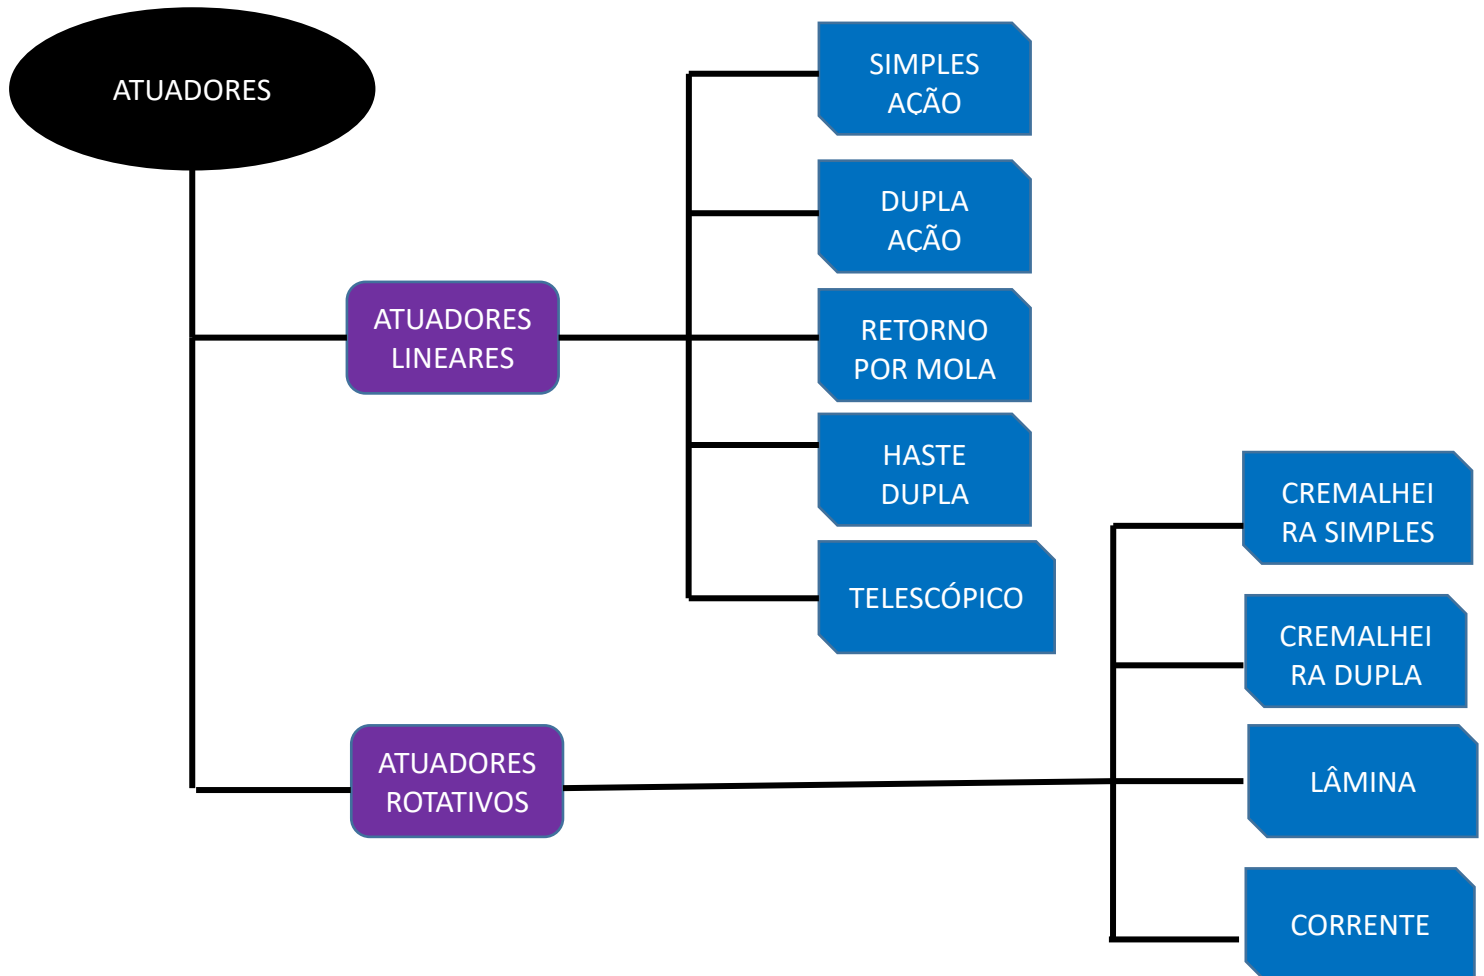 ATUADORES
SIMPLES
AÇÃO
DUPLA
AÇÃO
ATUADORES
LINEARES
RETORNO
POR MOLA
HASTE
DUPLA
TELESCÓPICO
CREMALHEI
RA SIMPLES
CREMALHEI
RA DUPLA
ATUADORES
ROTATIVOS
LÂMINA
CORRENTE